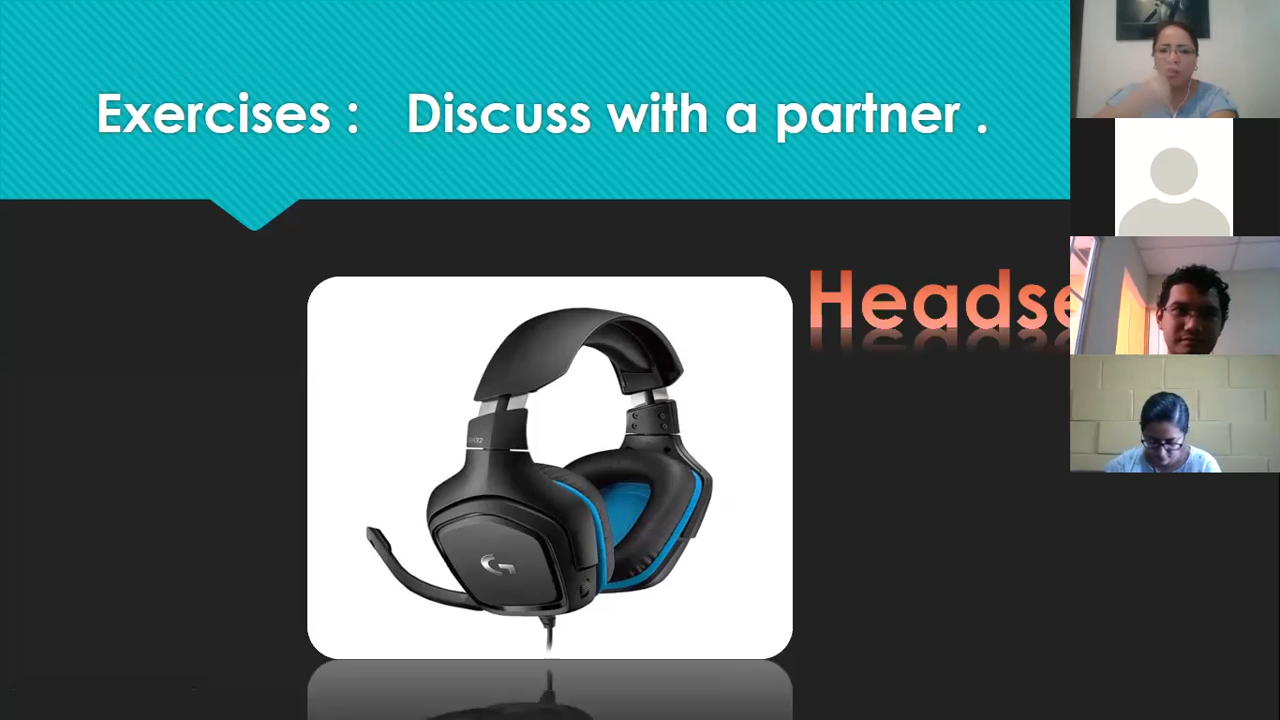 Exercises :   Discuss with a partner .
Headse